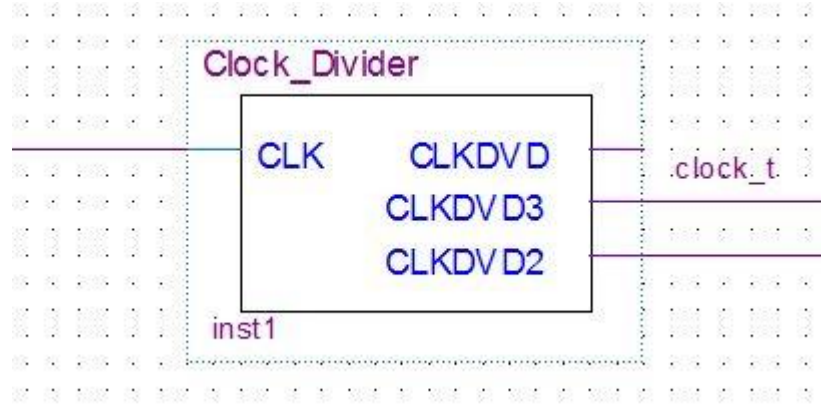 Clock_Divider
CLK CLKDVD
clock_t
CLKDVD3
CLKDVD2
inst1